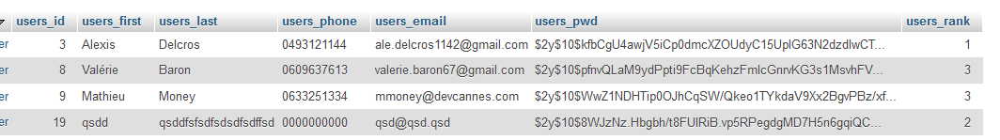 users_id users_first users_last users_phone users_email users_pwd users_rank
er 3 Alexis Delcros 0493121144 ale.delcros1142@gmail.com $2y$10$kfbCgU4awjV5iCp0dmcXZOUdyC15UplG63N2dzdlwCT... 1
er 8 Valérie Baron 0609637613 valerie.baron67@gmail.com $2y$10$pfnvQLaM9ydPpti9FcBqKehzFmlcGnrvKG3s1MsvhFV... 3
er 9 Mathieu Money 0633251334 mmoney@devcannes.com $2y$10$WwZ1NDHTip0OJhCqSW/Qkeo1TYkdaV9Xx2BgvPBz/xf... 3
er 19 qsdd qsddfsfsdfsdsdfsdffsd 0000000000 qsd@qsd.qsd $2y$10$8WJzNz.Hbgbh/t8FUIRiB.vp5RPegdgMD7H5n6gqiQC... 2